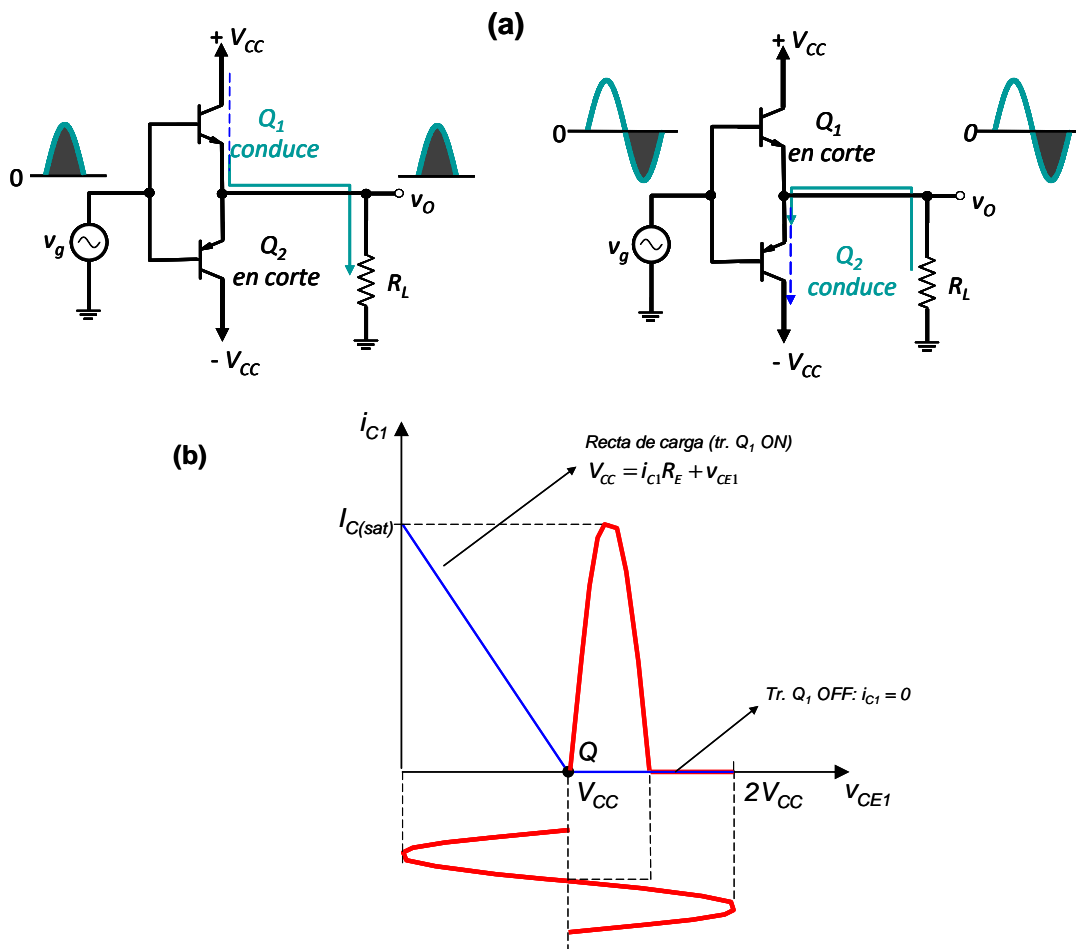 (a)
+ V_CC
Q_1
conduce
0
v_g
Q_2
en corte
v_O
R_L
- V_CC
+ V_CC
0
Q_1
en corte
0
v_g
v_O
Q_2
conduce
R_L
- V_CC
(b)
i_C1
Recta de carga (tr. Q_1 ON)
V_CC = i_C1 R_E + v_CE1
I_C(sat)
Tr. Q_1 OFF: i_C1 = 0
Q
V_CC
2V_CC
v_CE1